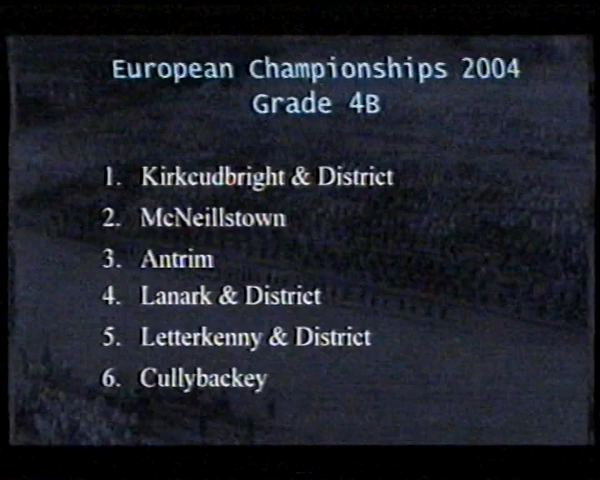 European Championships 2004
Grade 4B
1. Kirkcudbright & District
2. McNeillstown
3. Antrim
4. Lanark & District
5. Letterkenny & District
6. Cullybackey